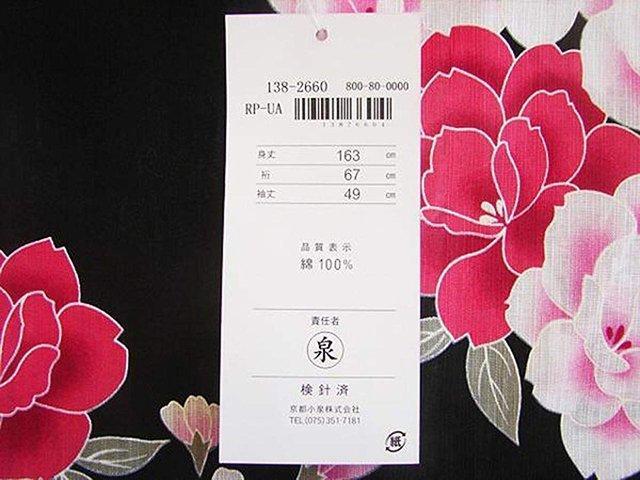 138-2660 800-80-0000
RP-UA
13826604
身丈 163 cm
裄 67 cm
袖丈 49 cm
品質表示
綿 100%
責任者
泉
検針済
京都小泉株式会社
TEL(075)351-7181
紙